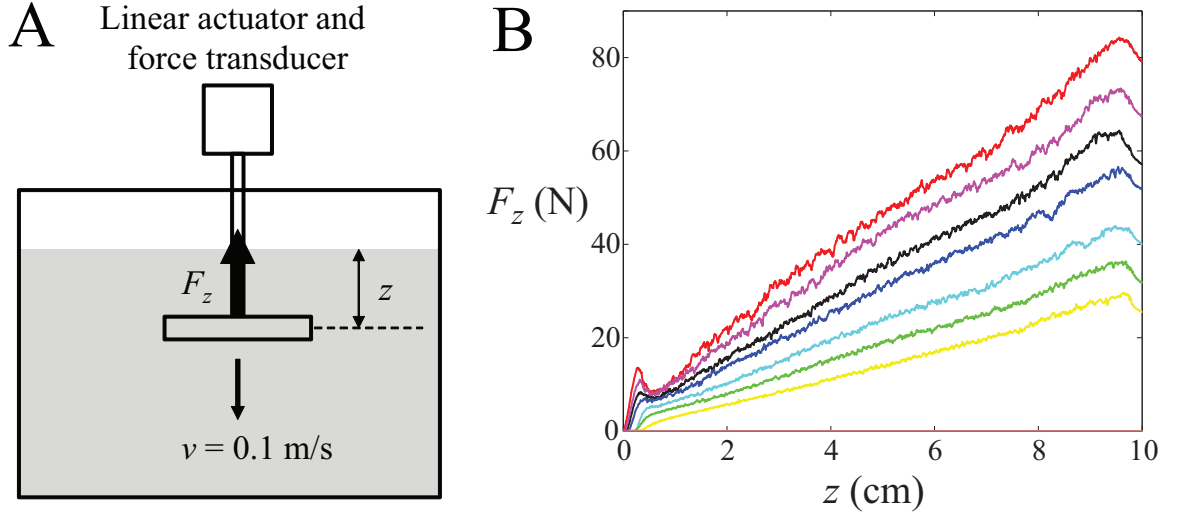 A
Linear actuator and
force transducer
F_z
z
v = 0.1 m/s
B
80
60
40
20
0
F_z (N)
0
2
4
6
8
10
z (cm)